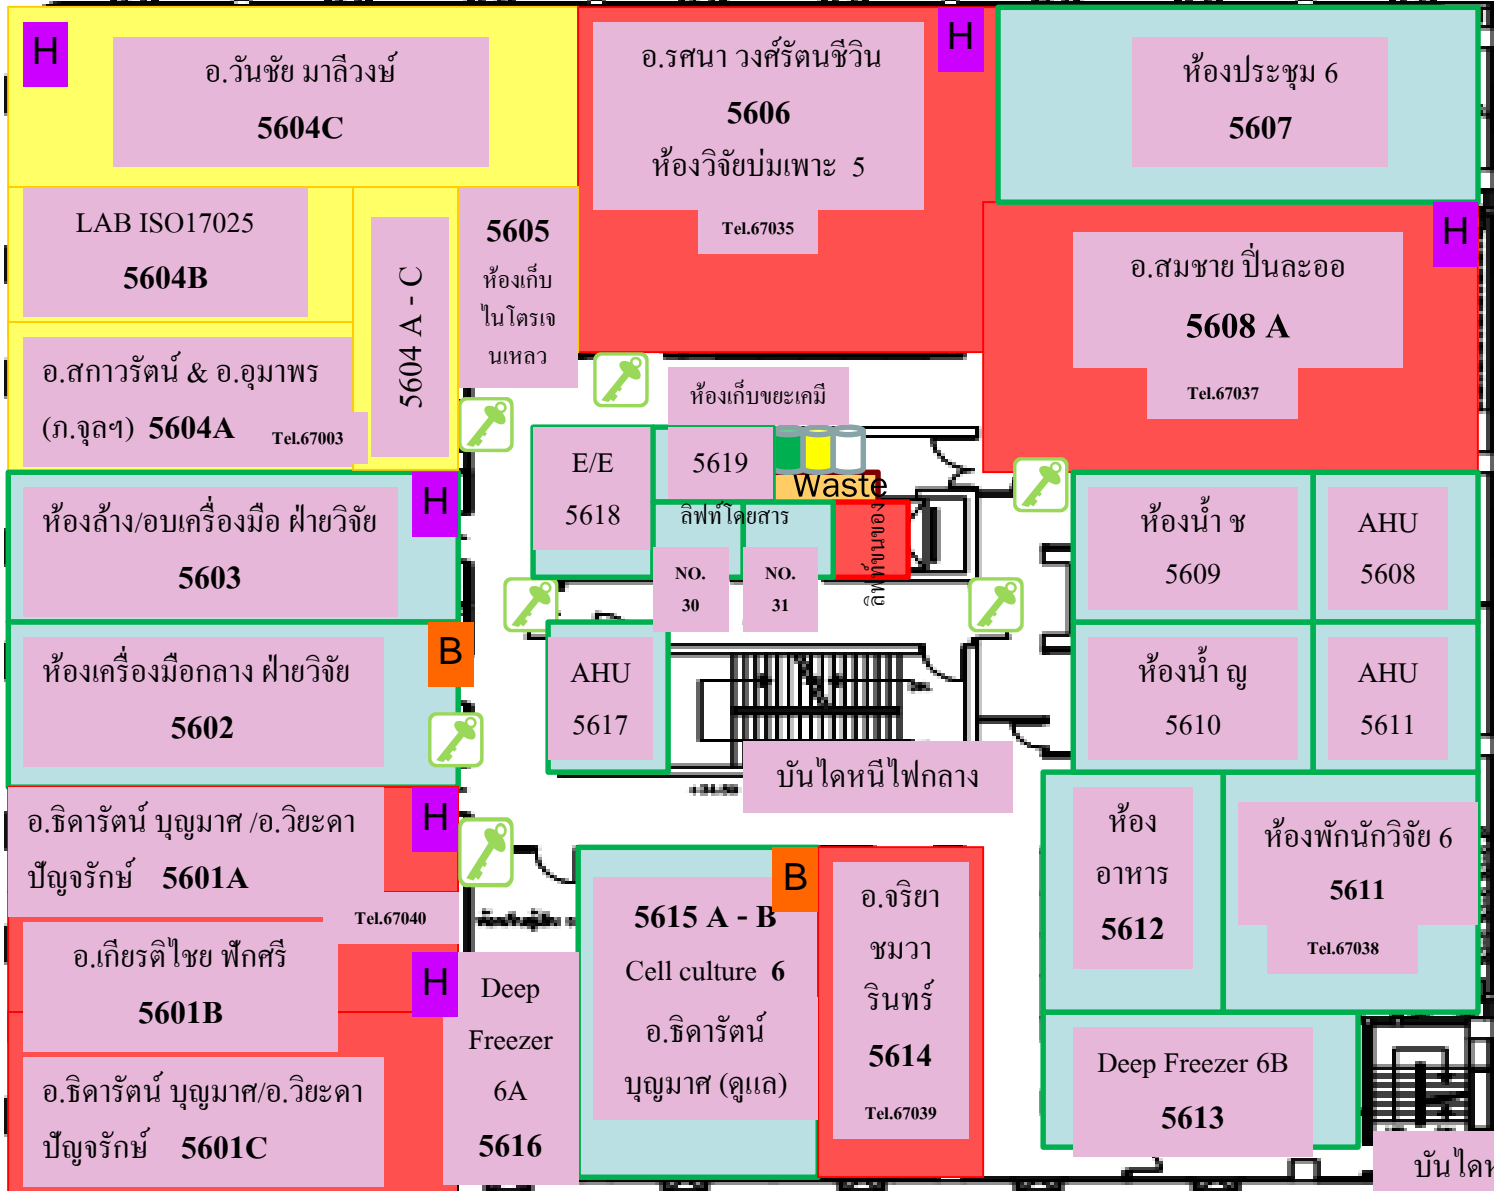 H
อ.วันชัย มาลีวงษ์
5604C
อ.รศนา วงศ์รัตนชีวิน
5606
ห้องวิจัยบ่มเพาะ 5
Tel.67035
H
ห้องประชุม 6
5607
LAB ISO17025
5604B
5604 A - C
5605
ห้องเก็บ
ไนโตรเจ
นเหลว
H
อ.สมชาย ปิ่นละออ
5608 A
Tel.67037
อ.สกาวรัตน์ & อ.อุมาพร
(ภ.จุลฯ) 5604A
Tel.67003
ห้องเก็บขยะเคมี
E/E
5618
5619
Waste
ลิฟท์โดยสาร
NO.
30
NO.
31
ลิฟท์ขนของ
H
ห้องล้าง/อบเครื่องมือ ฝ่ายวิจัย
5603
ห้องน้ำ ช
5609
AHU
5608
B
ห้องเครื่องมือกลาง ฝ่ายวิจัย
5602
AHU
5617
บันไดหนีไฟกลาง
ห้องน้ำ ญ
5610
AHU
5611
H
อ.ธิดารัตน์ บุญมาศ /อ.วิยะดา
ปัญจรักษ์ 5601A
Tel.67040
อ.เกียรติไชย ฟักศรี
5601B
H
อ.ธิดารัตน์ บุญมาศ/อ.วิยะดา
ปัญจรักษ์ 5601C
Deep
Freezer
6A
5616
B
5615 A - B
Cell culture 6
อ.ธิดารัตน์
บุญมาศ (ดูแล)
อ.จริยา
ชมวา
รินทร์
5614
Tel.67039
ห้อง
อาหาร
5612
ห้องพักนักวิจัย 6
5611
Tel.67038
Deep Freezer 6B
5613
บันได